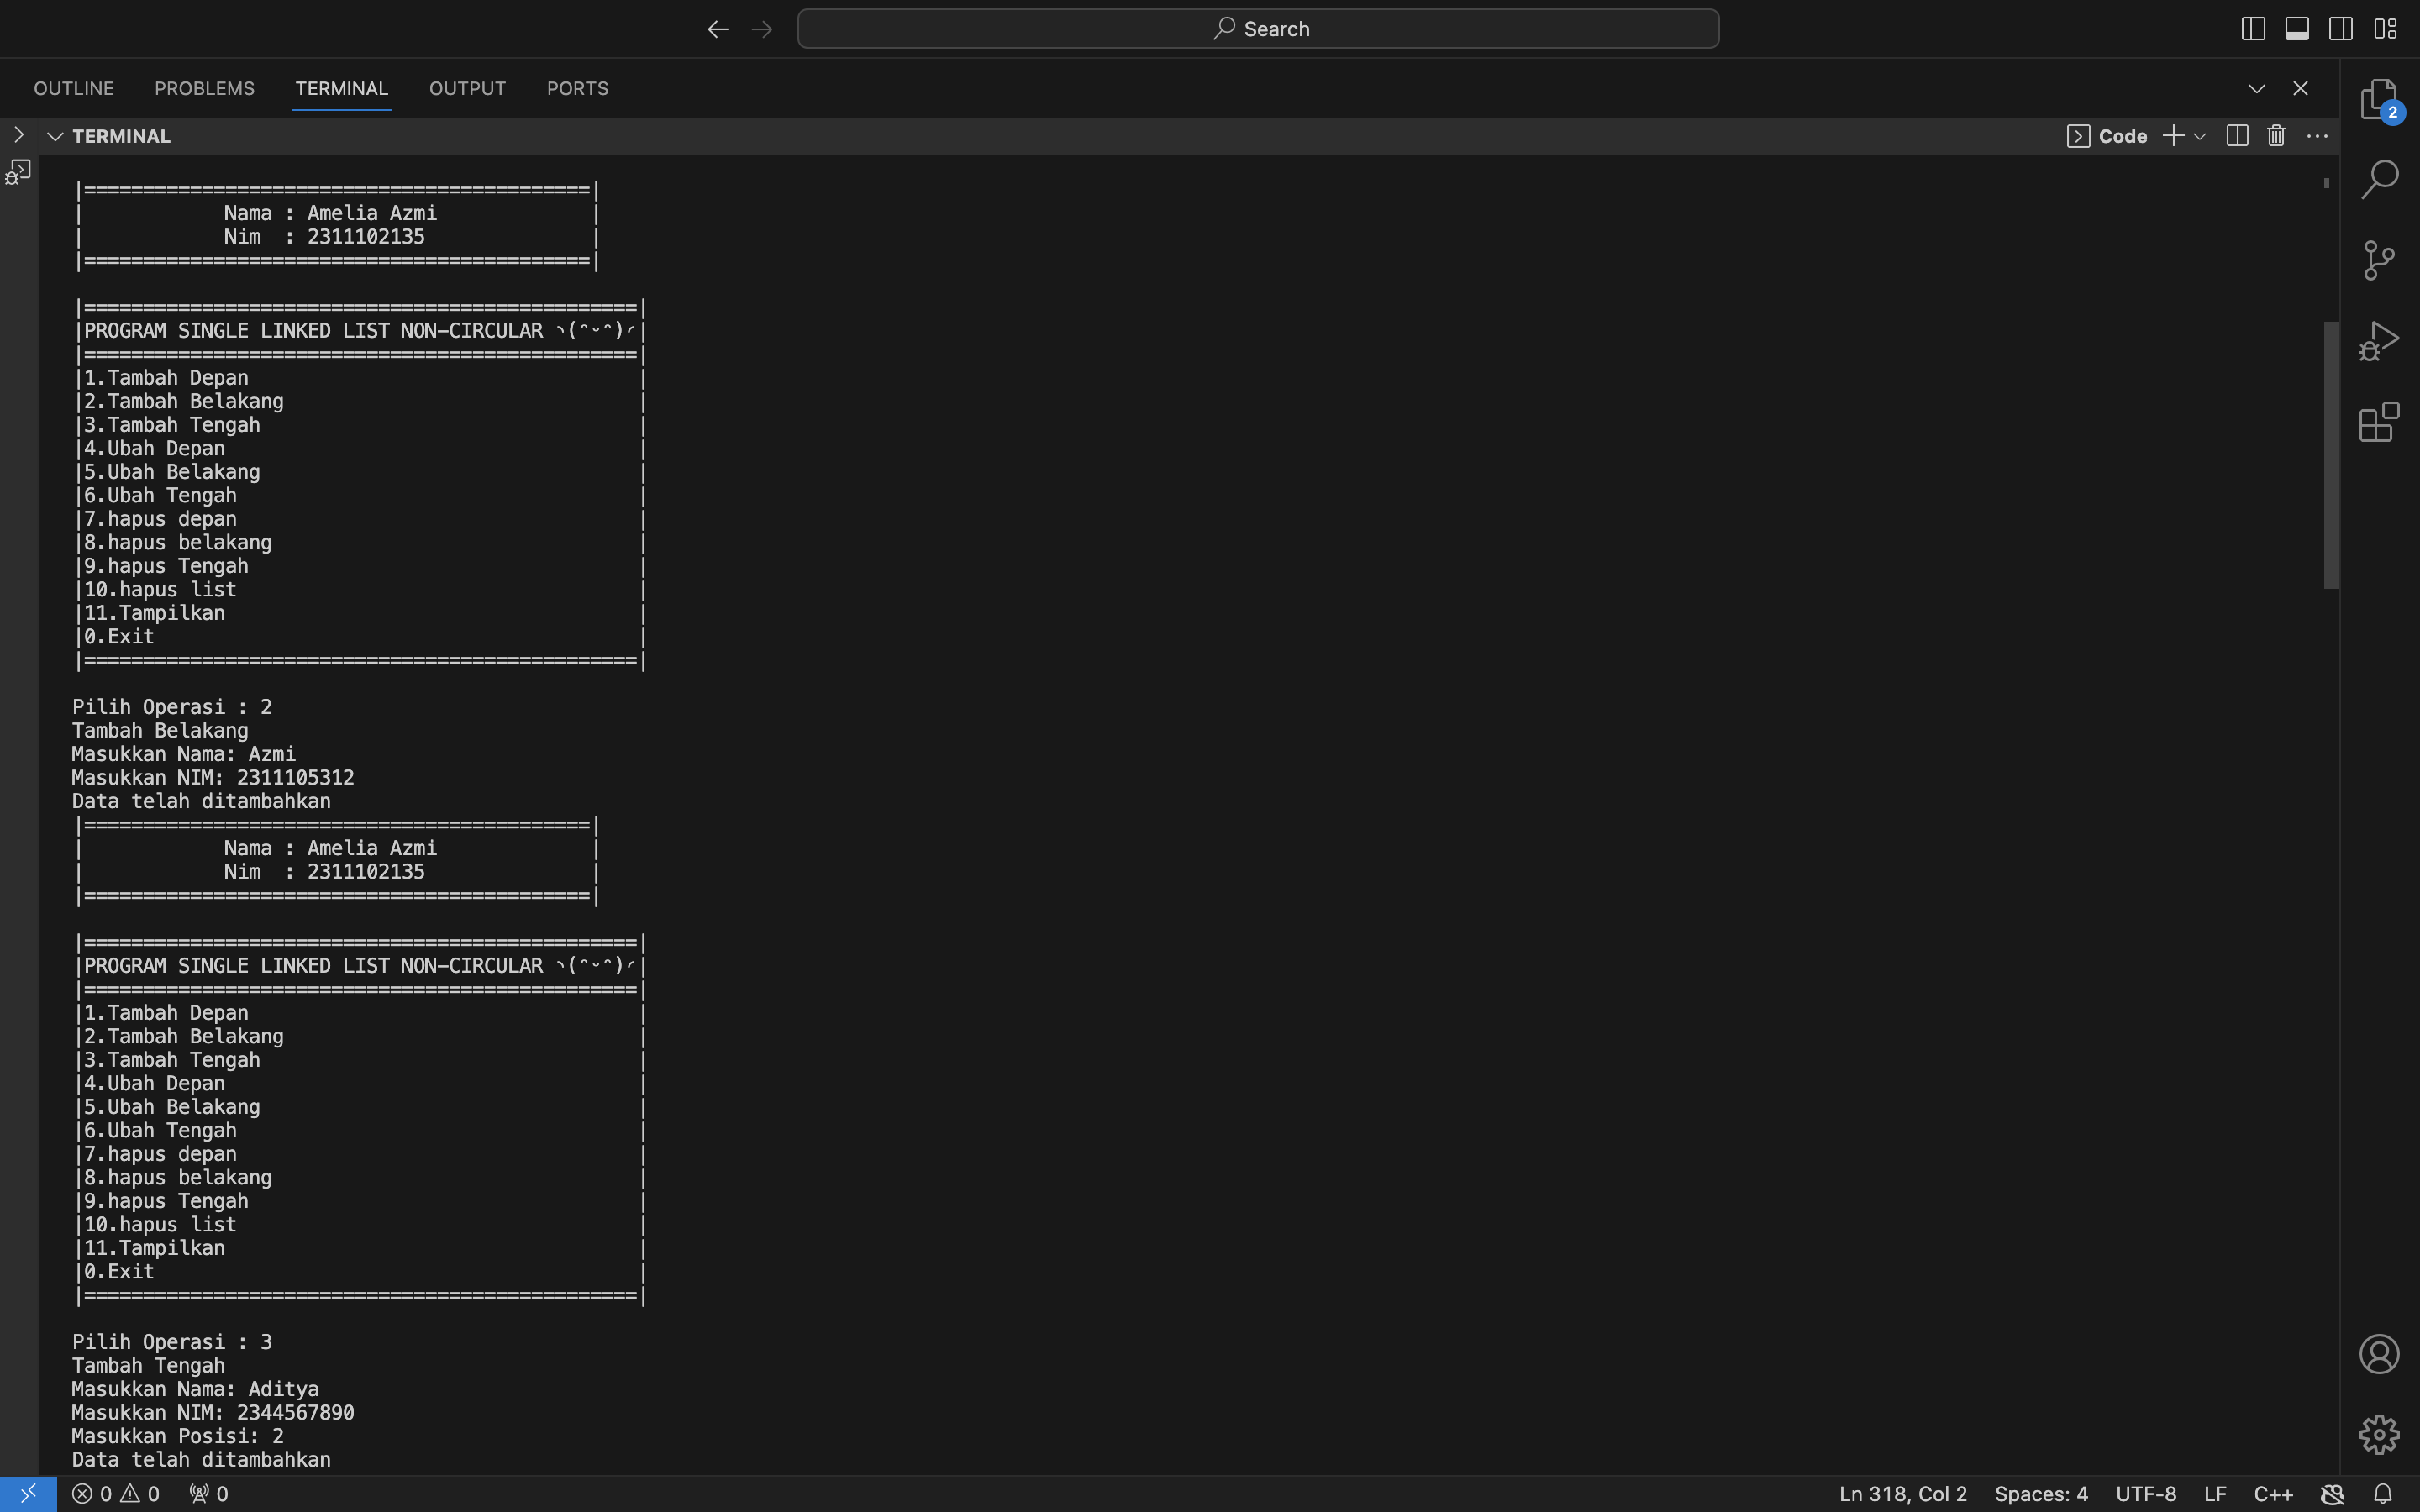 Search
OUTLINE PROBLEMS TERMINAL OUTPUT PORTS
TERMINAL
Code
2
|===========================================|
| Nama : Amelia Azmi |
| Nim : 2311102135 |
|===========================================|
|===============================================|
|PROGRAM SINGLE LINKED LIST NON-CIRCULAR ◝(ᵔᵕᵔ)◜|
|===============================================|
|1.Tambah Depan |
|2.Tambah Belakang |
|3.Tambah Tengah |
|4.Ubah Depan |
|5.Ubah Belakang |
|6.Ubah Tengah |
|7.hapus depan |
|8.hapus belakang |
|9.hapus Tengah |
|10.hapus list |
|11.Tampilkan |
|0.Exit |
|===============================================|
Pilih Operasi : 2
Tambah Belakang
Masukkan Nama: Azmi
Masukkan NIM: 2311105312
Data telah ditambahkan
|===========================================|
| Nama : Amelia Azmi |
| Nim : 2311102135 |
|===========================================|
|===============================================|
|PROGRAM SINGLE LINKED LIST NON-CIRCULAR ◝(ᵔᵕᵔ)◜|
|===============================================|
|1.Tambah Depan |
|2.Tambah Belakang |
|3.Tambah Tengah |
|4.Ubah Depan |
|5.Ubah Belakang |
|6.Ubah Tengah |
|7.hapus depan |
|8.hapus belakang |
|9.hapus Tengah |
|10.hapus list |
|11.Tampilkan |
|0.Exit |
|===============================================|
Pilih Operasi : 3
Tambah Tengah
Masukkan Nama: Aditya
Masukkan NIM: 2344567890
Masukkan Posisi: 2
Data telah ditambahkan
0 0 0 Ln 318, Col 2 Spaces: 4 UTF-8 LF C++